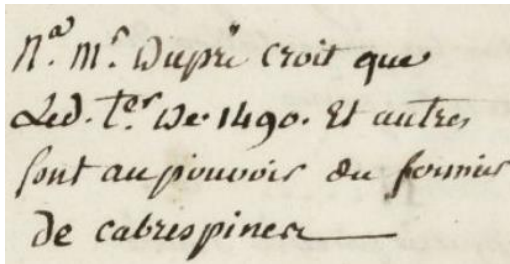 Na. Mr. Dupré croit que
Led. ter. De. 1490. Et autres
sont au pouvoir du fermier
de cabrespines